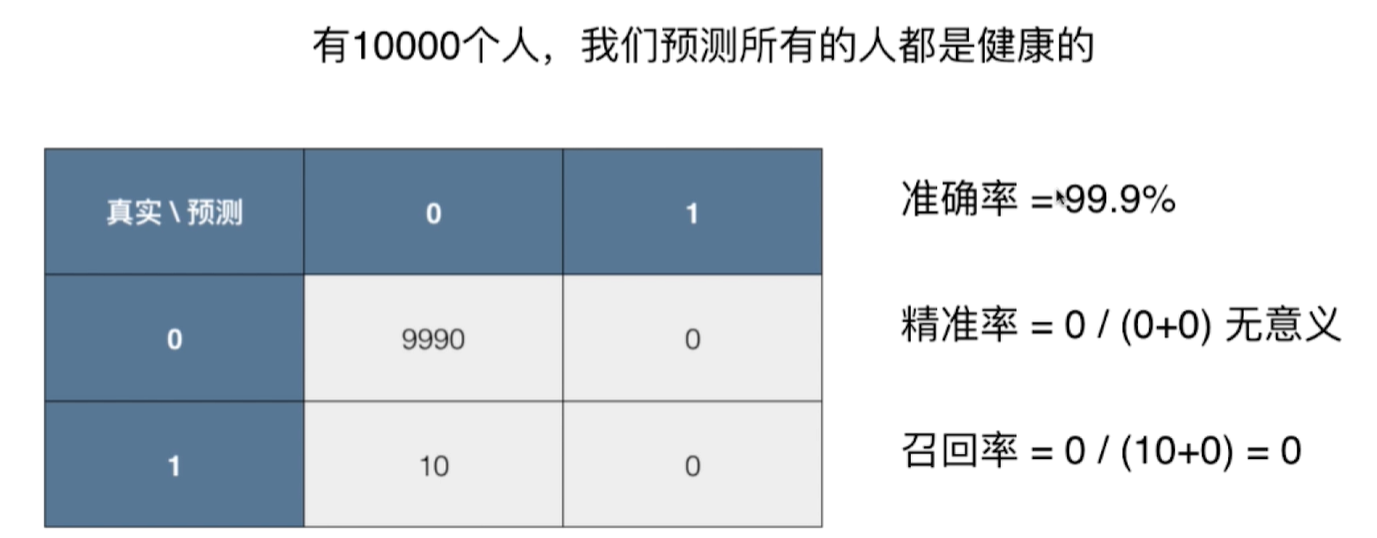 有10000个人，我们预测所有的人都是健康的
真实 \ 预测 0 1
0 9990 0
1 10 0
准确率 = 99.9%
精准率 = 0 / (0+0) 无意义
召回率 = 0 / (10+0) = 0